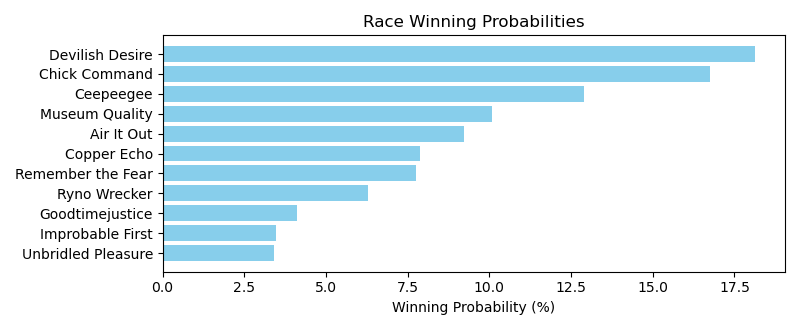 Race Winning Probabilities
Devilish Desire
Chick Command
Ceepeegee
Museum Quality
Air It Out
Copper Echo
Remember the Fear
Ryno Wrecker
Goodtimejustice
Improbable First
Unbridled Pleasure
0.0 2.5 5.0 7.5 10.0 12.5 15.0 17.5
Winning Probability (%)